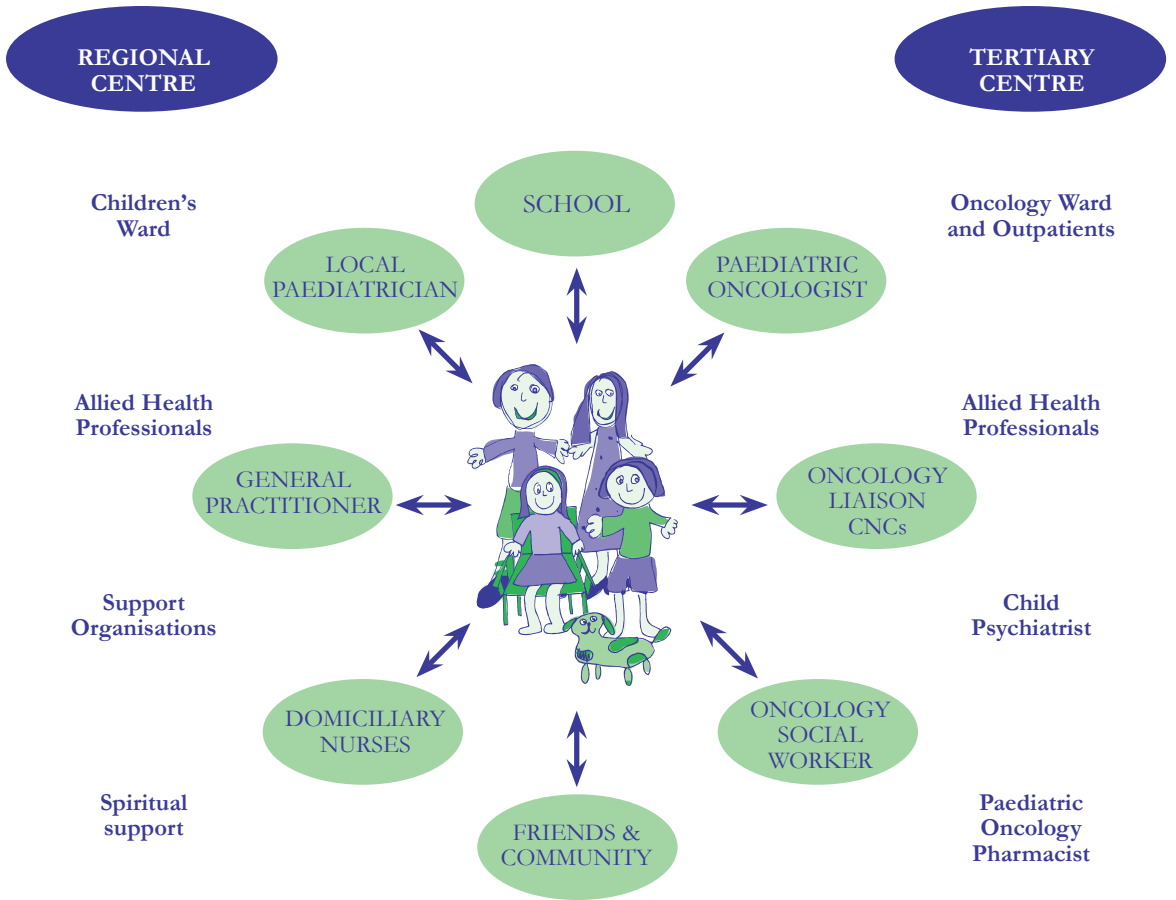 REGIONAL
CENTRE
TERTIARY
CENTRE
Children’s
Ward
SCHOOL
Oncology Ward
and Outpatients
LOCAL
PAEDIATRICIAN
PAEDIATRIC
ONCOLOGIST
Allied Health
Professionals
Allied Health
Professionals
GENERAL
PRACTITIONER
ONCOLOGY
LIAISON
CNCs
Support
Organisations
Child
Psychiatrist
DOMICILIARY
NURSES
ONCOLOGY
SOCIAL
WORKER
Spiritual
support
FRIENDS &
COMMUNITY
Paediatric
Oncology
Pharmacist